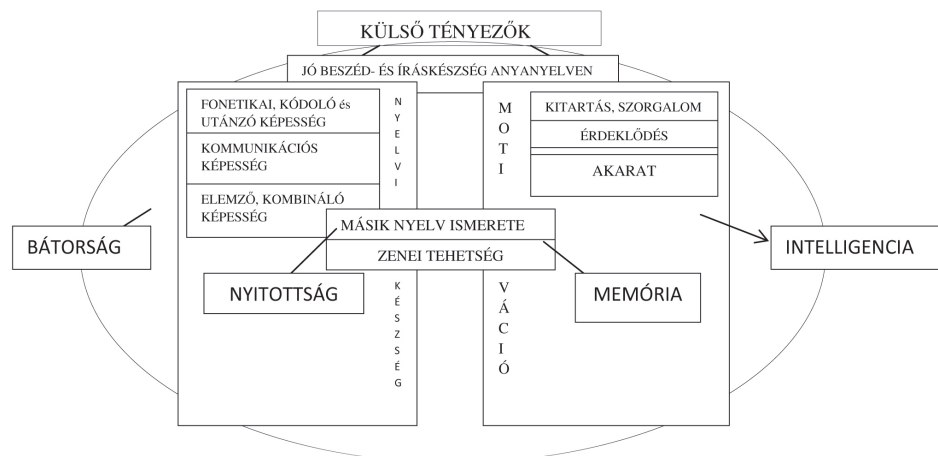 KÜLSŐ TÉNYEZŐK
JÓ BESZÉD- ÉS ÍRÁSKÉSZSÉG ANYANYELVEN
FONETIKAI, KÓDOLÓ és
UTÁNZÓ KÉPESSÉG
KOMMUNIKÁCIÓS
KÉPESSÉG
ELEMZŐ, KOMBINÁLÓ
KÉPESSÉG
NYELVI
KÉSZSÉG
MOTI
VÁCIÓ
KITARTÁS, SZORGALOM
ÉRDEKLŐDÉS
AKARAT
MÁSIK NYELV ISMERETE
ZENEI TEHETSÉG
BÁTORSÁG
INTELLIGENCIA
NYITOTTSÁG
MEMÓRIA